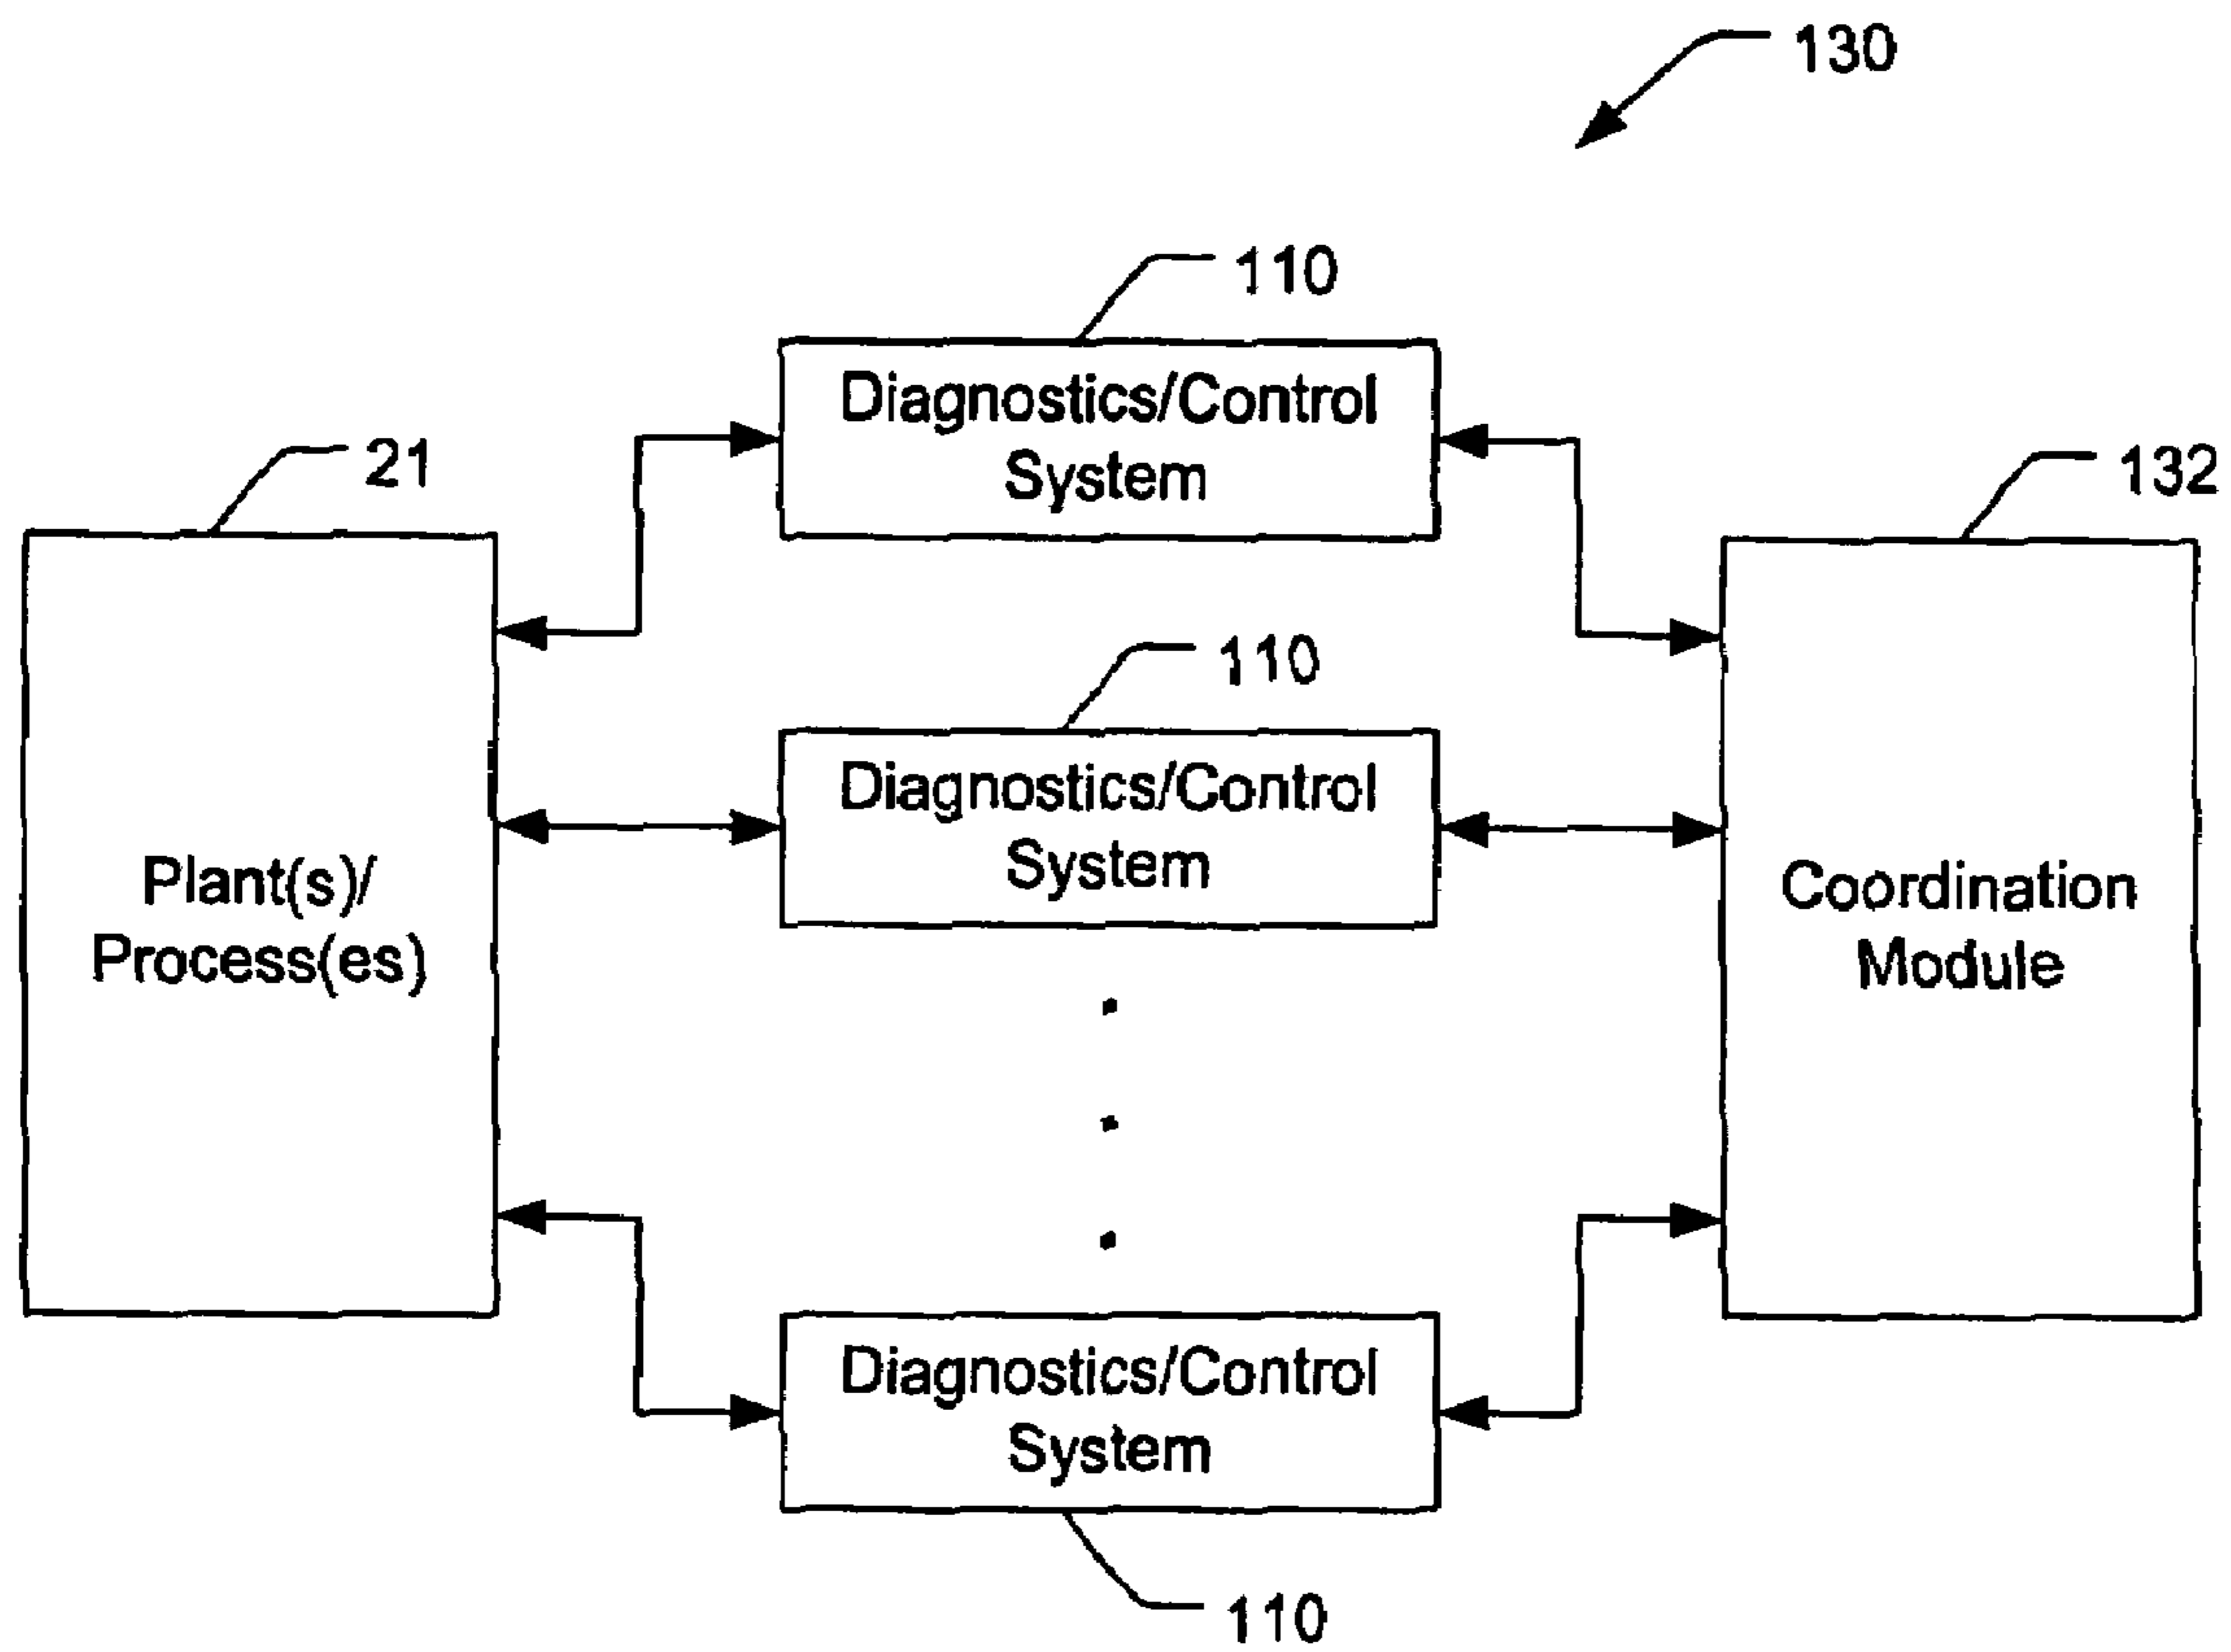 130
110
Diagnostics/Control
System
21
132
110
Diagnostics/Control
System
Plant(s)/
Process(es)
Coordination
Module
Diagnostics/Control
System
110